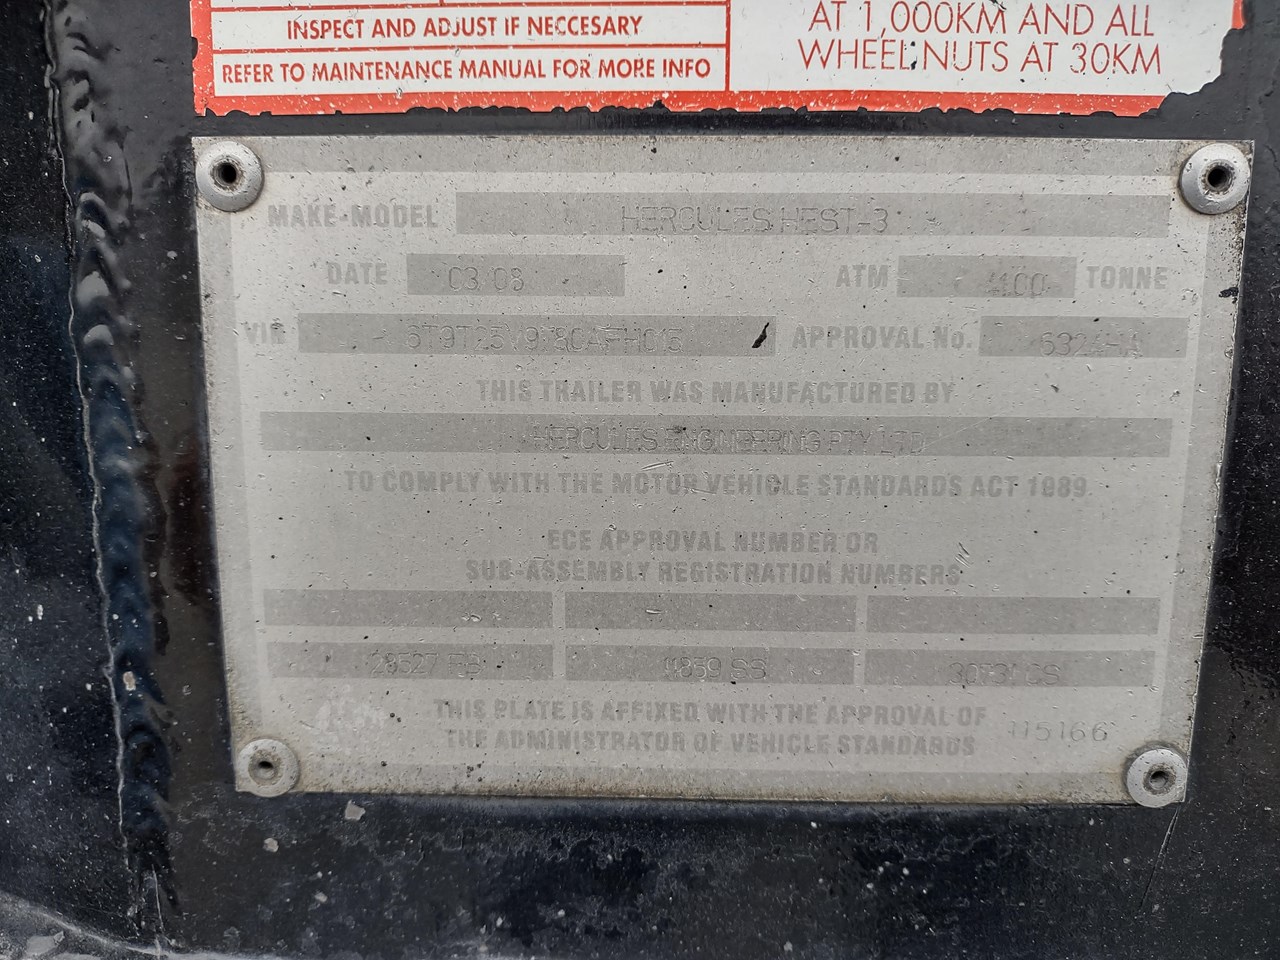 INSPECT AND ADJUST IF NECCESARY
REFER TO MAINTENANCE MANUAL FOR MORE INFO
AT 1,000KM AND ALL
WHEEL NUTS AT 30KM
MAKE-MODEL HERCULES HEST-3
DATE 03 08 ATM TONNE
VIN APPROVAL No.
THIS TRAILER WAS MANUFACTURED BY
HERCULES ENGINEERING PTY LTD
TO COMPLY WITH THE MOTOR VEHICLE STANDARDS ACT 1989
ECE APPROVAL NUMBER OR
SUB-ASSEMBLY REGISTRATION NUMBERS
28527 4859 SS
THIS PLATE IS AFFIXED WITH THE APPROVAL OF
THE ADMINISTRATOR OF VEHICLE STANDARDS